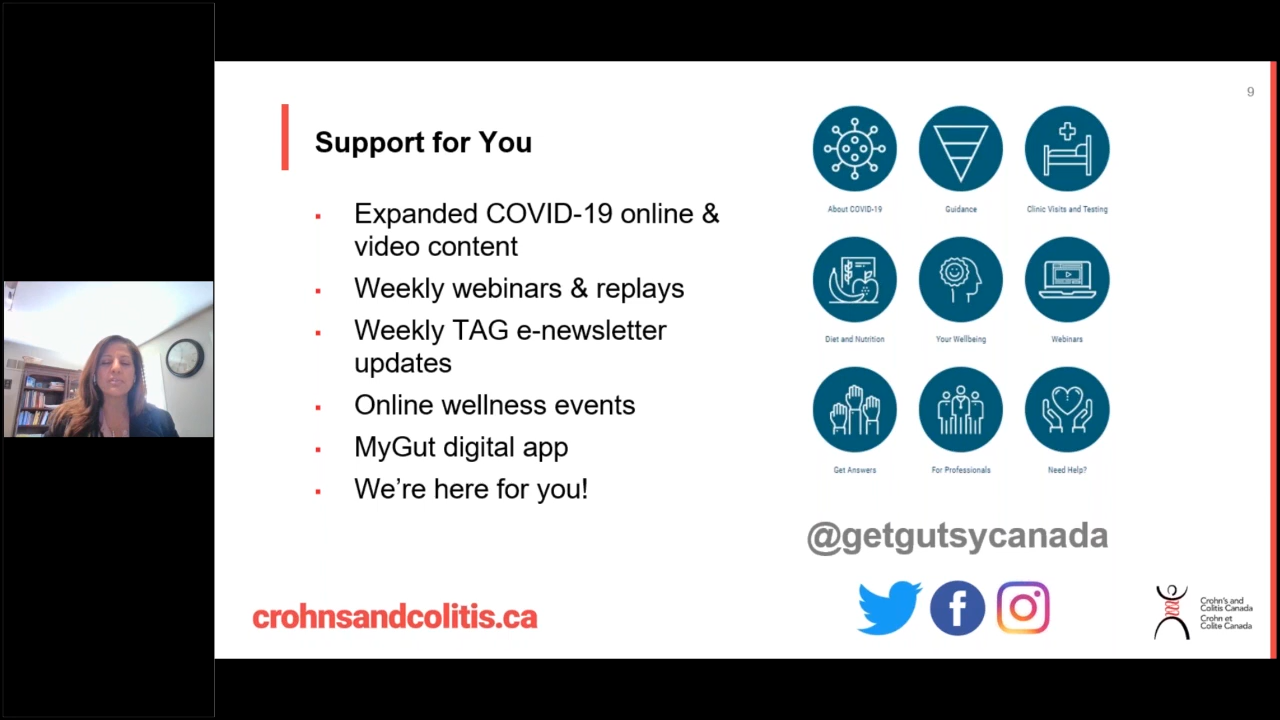 9
Support for You
▪ Expanded COVID-19 online &
video content
▪ Weekly webinars & replays
▪ Weekly TAG e-newsletter
updates
▪ Online wellness events
▪ MyGut digital app
▪ We’re here for you!
About COVID-19
Guidance
Clinic Visits and Testing
Diet and Nutrition
Your Wellbeing
Webinars
Get Answers
For Professionals
Need Help?
@getgutsycanada
crohnsandcolitis.ca
Crohn's and
Colitis Canada
Crohn et
Colite Canada